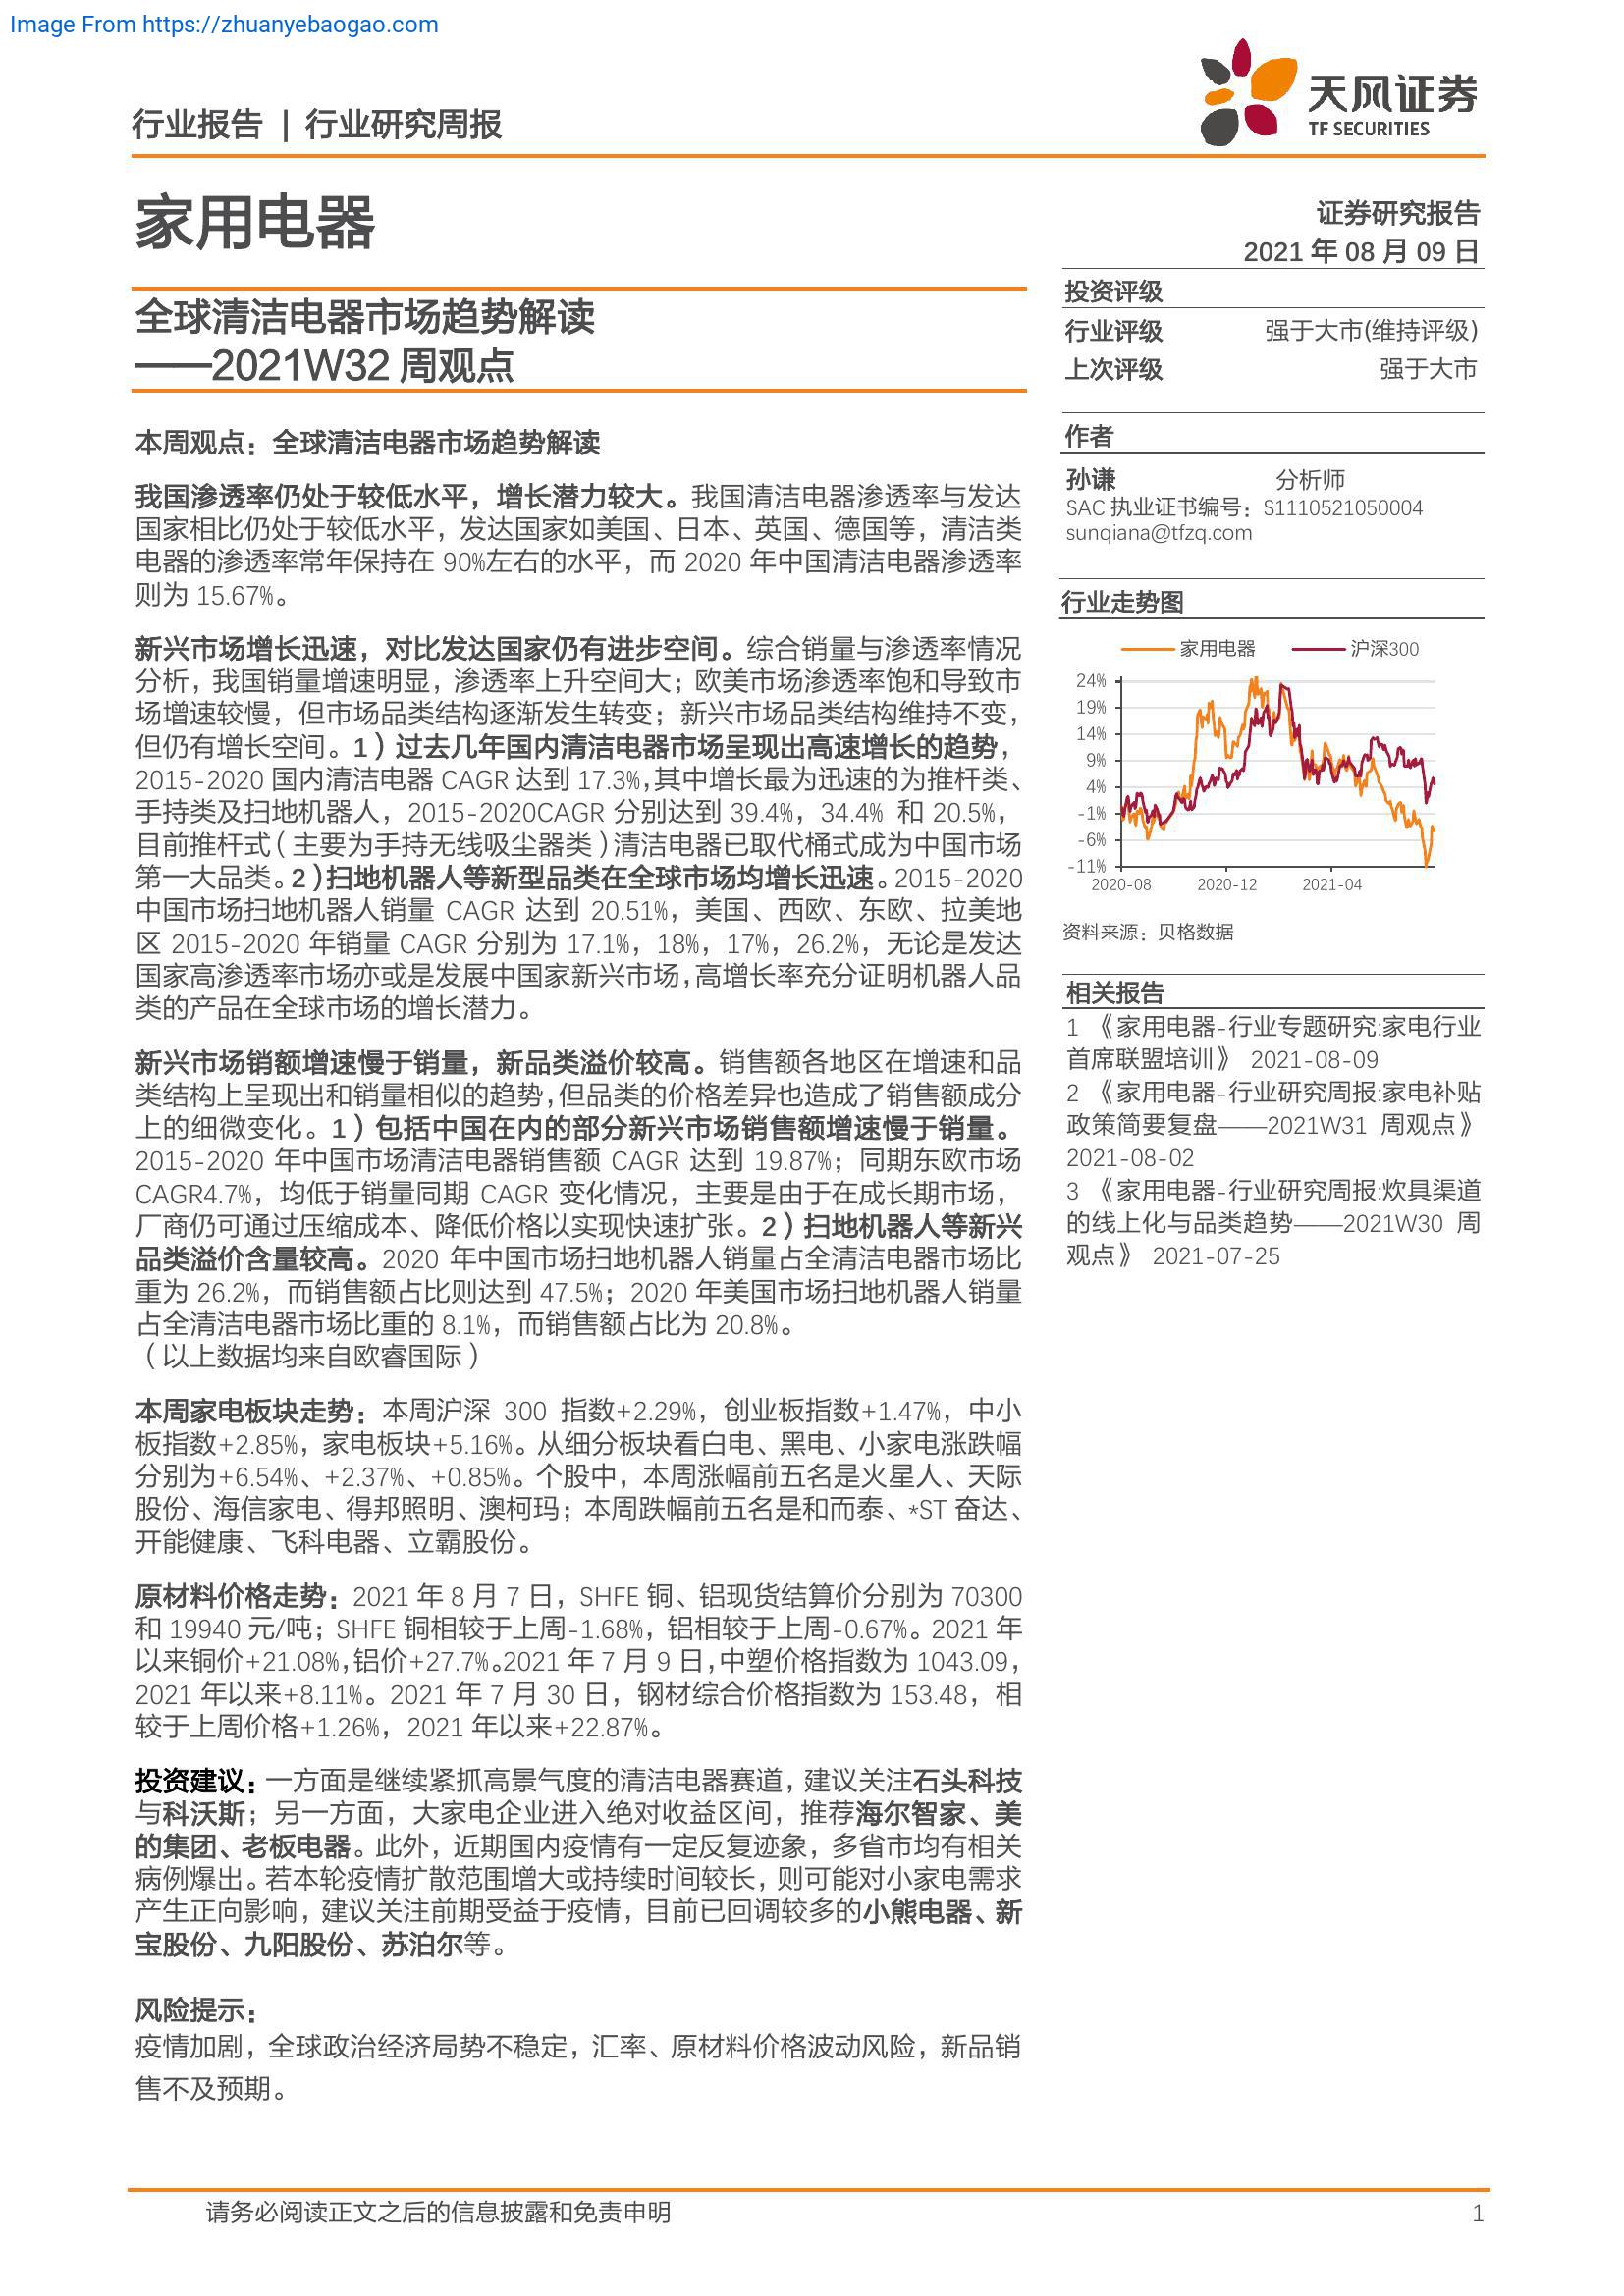 Image From https://zhuanyebaogao.com
行业报告 | 行业研究周报
天风证券
TF SECURITIES
家用电器
证券研究报告
2021 年 08 月 09 日
全球清洁电器市场趋势解读
——2021W32 周观点
投资评级
行业评级 强于大市(维持评级)
上次评级 强于大市
本周观点：全球清洁电器市场趋势解读
我国渗透率仍处于较低水平，增长潜力较大。我国清洁电器渗透率与发达
国家相比仍处于较低水平，发达国家如美国、日本、英国、德国等，清洁类
电器的渗透率常年保持在 90%左右的水平，而 2020 年中国清洁电器渗透率
则为 15.67%。
新兴市场增长迅速，对比发达国家仍有进步空间。综合销量与渗透率情况
分析，我国销量增速明显，渗透率上升空间大；欧美市场渗透率饱和导致市
场增速较慢，但市场品类结构逐渐发生转变；新兴市场品类结构维持不变，
但仍有增长空间。1）过去几年国内清洁电器市场呈现出高速增长的趋势，
2015-2020 国内清洁电器 CAGR 达到 17.3%，其中增长最为迅速的为推杆类、
手持类及扫地机器人，2015-2020CAGR 分别达到 39.4%，34.4% 和 20.5%，
目前推杆式（主要为手持无线吸尘器类）清洁电器已取代桶式成为中国市场
第一大品类。2）扫地机器人等新型品类在全球市场均增长迅速。2015-2020
中国市场扫地机器人销量 CAGR 达到 20.51%，美国、西欧、东欧、拉美地
区 2015-2020 年销量 CAGR 分别为 17.1%，18%，17%，26.2%，无论是发达
国家高渗透率市场亦或是发展中国家新兴市场，高增长率充分证明机器人品
类的产品在全球市场的增长潜力。
新兴市场销额增速慢于销量，新品类溢价较高。销售额各地区在增速和品
类结构上呈现出和销量相似的趋势，但品类的价格差异也造成了销售额成分
上的细微变化。1）包括中国在内的部分新兴市场销售额增速慢于销量。
2015-2020 年中国市场清洁电器销售额 CAGR 达到 19.87%；同期东欧市场
CAGR4.7%，均低于销量同期 CAGR 变化情况，主要是由于在成长期市场，
厂商仍可通过压缩成本、降低价格以实现快速扩张。2）扫地机器人等新兴
品类溢价含量较高。2020 年中国市场扫地机器人销量占全清洁电器市场比
重为 26.2%，而销售额占比则达到 47.5%；2020 年美国市场扫地机器人销量
占全清洁电器市场比重的 8.1%，而销售额占比为 20.8%。
（以上数据均来自欧睿国际）
本周家电板块走势：本周沪深 300 指数+2.29%，创业板指数+1.47%，中小
板指数+2.85%，家电板块+5.16%。从细分板块看白电、黑电、小家电涨跌幅
分别为+6.54%、+2.37%、+0.85%。个股中，本周涨幅前五名是火星人、天际
股份、海信家电、得邦照明、澳柯玛；本周跌幅前五名是和而泰、*ST 奋达、
开能健康、飞科电器、立霸股份。
原材料价格走势：2021 年 8 月 7 日，SHFE 铜、铝现货结算价分别为 70300
和 19940 元/吨；SHFE 铜相较于上周-1.68%，铝相较于上周-0.67%。2021 年
以来铜价+21.08%，铝价+27.7%。2021 年 7 月 9 日，中塑价格指数为 1043.09，
2021 年以来+8.11%。2021 年 7 月 30 日，钢材综合价格指数为 153.48，相
较于上周价格+1.26%，2021 年以来+22.87%。
投资建议：一方面是继续紧抓高景气度的清洁电器赛道，建议关注石头科技
与科沃斯；另一方面，大家电企业进入绝对收益区间，推荐海尔智家、美
的集团、老板电器。此外，近期国内疫情有一定反复迹象，多省市均有相关
病例爆出。若本轮疫情扩散范围增大或持续时间较长，则可能对小家电需求
产生正向影响，建议关注前期受益于疫情，目前已回调较多的小熊电器、新
宝股份、九阳股份、苏泊尔等。
风险提示：
疫情加剧，全球政治经济局势不稳定，汇率、原材料价格波动风险，新品销
售不及预期。
作者
孙谦 分析师
SAC 执业证书编号：S1110521050004
sunqiana@tfzq.com
行业走势图
家用电器 沪深300
24%
19%
14%
9%
4%
-1%
-6%
-11%
2020-08 2020-12 2021-04
资料来源：贝格数据
相关报告
1 《家用电器-行业专题研究:家电行业
首席联盟培训》 2021-08-09
2 《家用电器-行业研究周报:家电补贴
政策简要复盘——2021W31 周观点》
2021-08-02
3 《家用电器-行业研究周报:炊具渠道
的线上化与品类趋势——2021W30 周
观点》 2021-07-25
请务必阅读正文之后的信息披露和免责申明 1